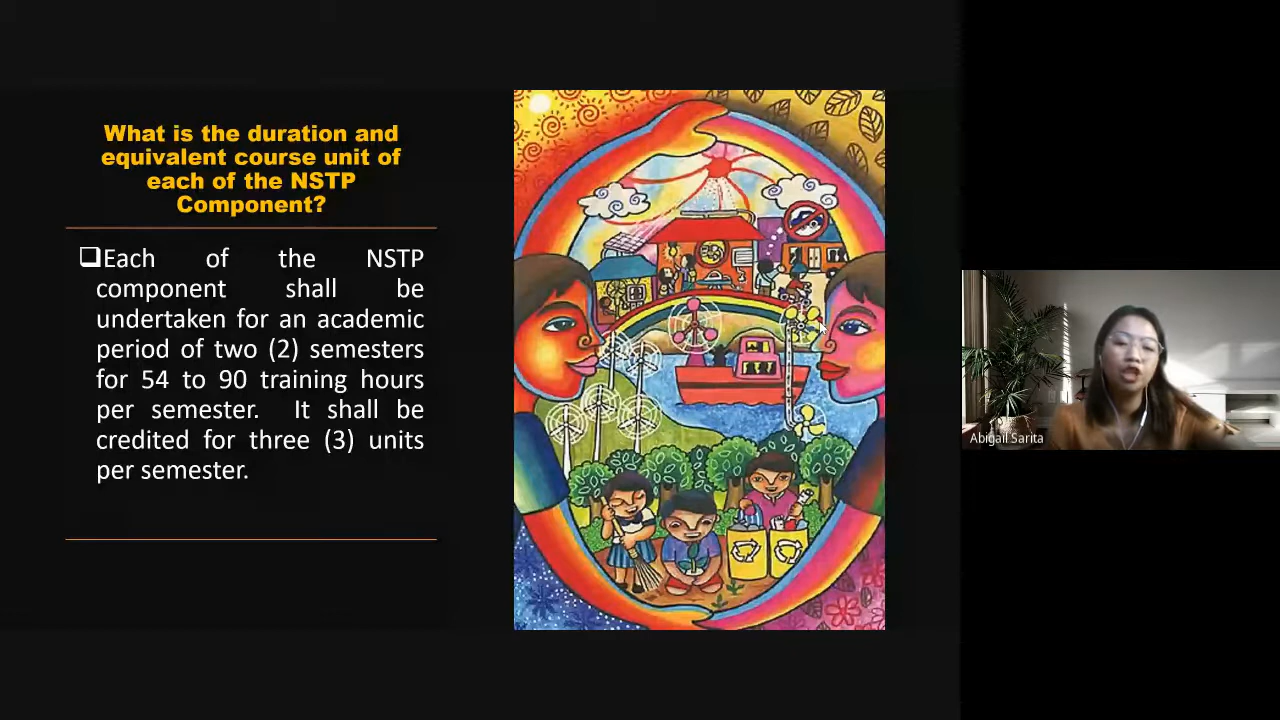 What is the duration and
equivalent course unit of
each of the NSTP
Component?
❑Each of the NSTP
component shall be
undertaken for an academic
period of two (2) semesters
for 54 to 90 training hours
per semester. It shall be
credited for three (3) units
per semester.
Abigail Sarita